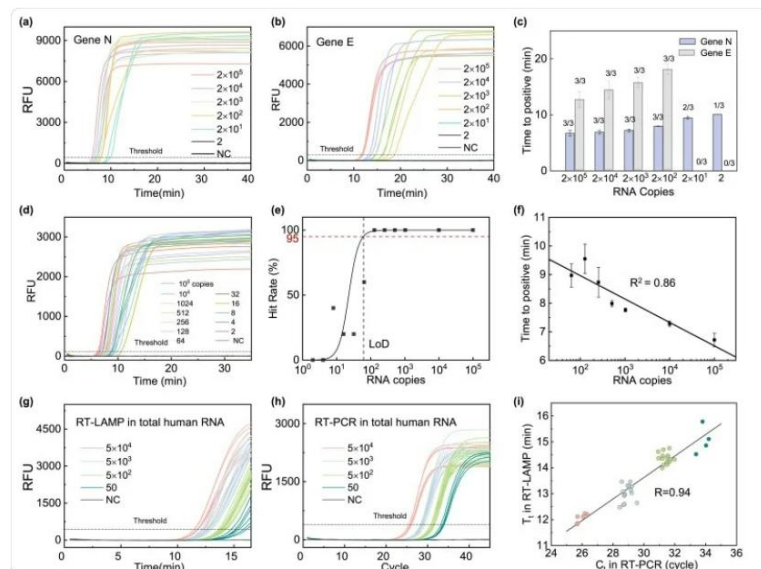 (a)
Gene N
RFU
9000
6000
3000
0
2×10⁵
2×10⁴
2×10³
2×10²
2×10¹
2
NC
Threshold
0 10 20 30 40
Time(min)
(b)
Gene E
RFU
6000
4000
2000
0
2×10⁵
2×10⁴
2×10³
2×10²
2×10¹
2
NC
Threshold
0 10 20 30 40
Time(min)
(c)
Gene N
Gene E
Time to positive (min)
20
10
0
3/3 3/3 3/3 3/3 3/3 3/3 3/3 3/3 2/3 0/3 1/3 0/3
2×10⁵ 2×10⁴ 2×10³ 2×10² 2×10¹ 2
RNA Copies
(d)
RFU
3000
2000
1000
0
10⁵ copies
10⁴
1024
512
256
128
64
32
16
8
4
2
NC
Threshold
0 10 20 30
Time (min)
(e)
Hit Rate (%)
100
95
50
0
LoD
10⁰ 10¹ 10² 10³ 10⁴ 10⁵
RNA copies
(f)
Time to positive (min)
11
10
9
8
7
6
R² = 0.86
10² 10³ 10⁴ 10⁵
RNA copies
(g)
RT-LAMP in total human RNA
RFU
4500
3000
1500
0
5×10⁴
5×10³
5×10²
50
NC
Threshold
0 5 10 15
Time(min)
(h)
RT-PCR in total human RNA
RFU
3000
2000
1000
0
5×10⁴
5×10³
5×10²
50
NC
Threshold
0 10 20 30 40
Cycle
(i)
Tₜ in RT-LAMP (min)
16
15
14
13
12
11
R=0.94
24 26 28 30 32 34 36
Cₜ in RT-PCR (cycle)